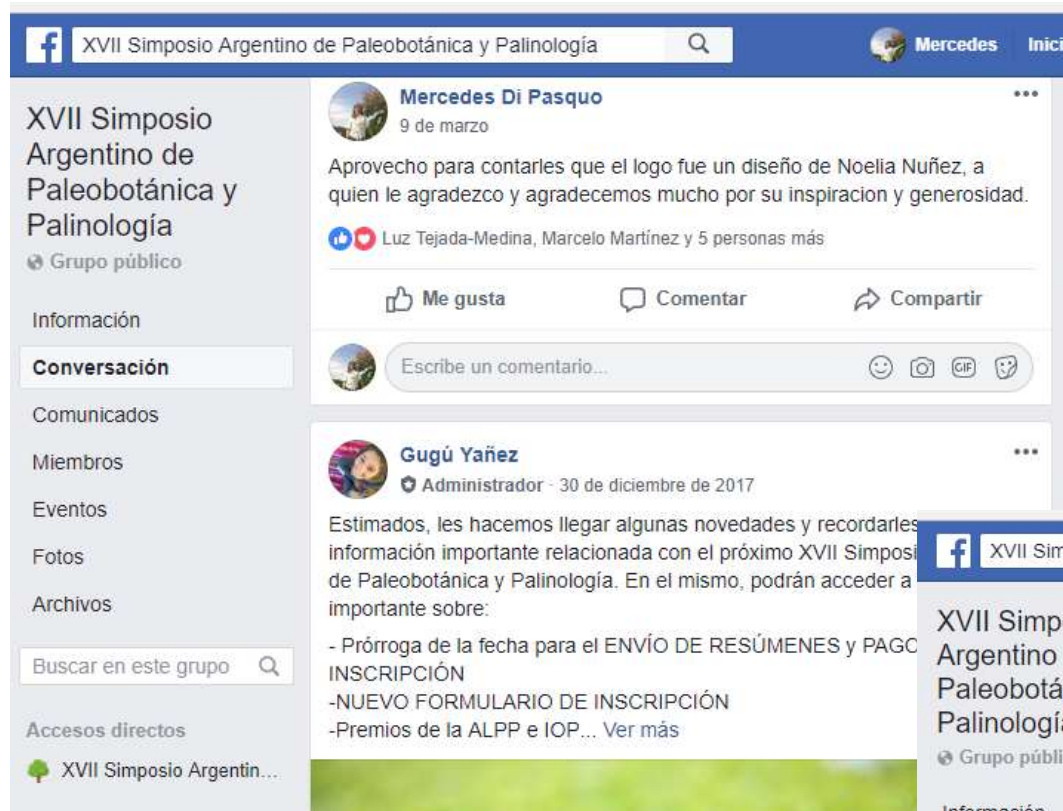 XVII Simposio Argentino de Paleobotánica y Palinología
Mercedes
Inici
XVII Simposio
Argentino de
Paleobotánica y
Palinología
Grupo público
Información
Conversación
Comunicados
Miembros
Eventos
Fotos
Archivos
Buscar en este grupo
Accesos directos
XVII Simposio Argentin...
Mercedes Di Pasquo
9 de marzo
Aprovecho para contarles que el logo fue un diseño de Noelia Nuñez, a
quien le agradezco y agradecemos mucho por su inspiracion y generosidad.
Luz Tejada-Medina, Marcelo Martínez y 5 personas más
Me gusta
Comentar
Compartir
Escribe un comentario...
GIF
Gugú Yañez
Administrador · 30 de diciembre de 2017
Estimados, les hacemos llegar algunas novedades y recordarles
información importante relacionada con el próximo XVII Simposi
de Paleobotánica y Palinología. En el mismo, podrán acceder a
importante sobre:
- Prórroga de la fecha para el ENVÍO DE RESÚMENES y PAGO
INSCRIPCIÓN
-NUEVO FORMULARIO DE INSCRIPCIÓN
-Premios de la ALPP e IOP... Ver más
XVII Sim
XVII Simp
Argentino
Paleobotá
Palinología
Grupo públi
Información